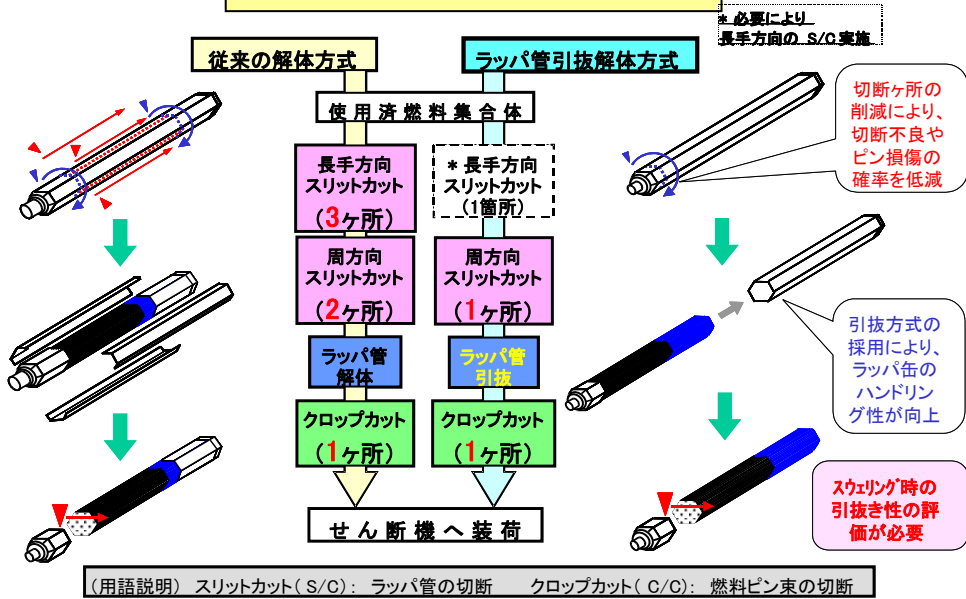 * 必要により
長手方向の S/C 実施
従来の解体方式
ラッパ管引抜解体方式
使用済燃料集合体
長手方向
スリットカット
(3ヶ所)
* 長手方向
スリットカット
(1箇所)
周方向
スリットカット
(2ヶ所)
周方向
スリットカット
(1ヶ所)
ラッパ管
解体
ラッパ管
引抜
クロップカット
(1ヶ所)
クロップカット
(1ヶ所)
せん断機へ装荷
切断ヶ所の
削減により、
切断不良や
ピン損傷の
確率を低減
引抜方式の
採用により、
ラッパ缶の
ハンドリン
グ性が向上
スウェリング時の
引抜き性の評
価が必要
(用語説明) スリットカット( S/C): ラッパ管の切断 クロップカット( C/C): 燃料ピン束の切断